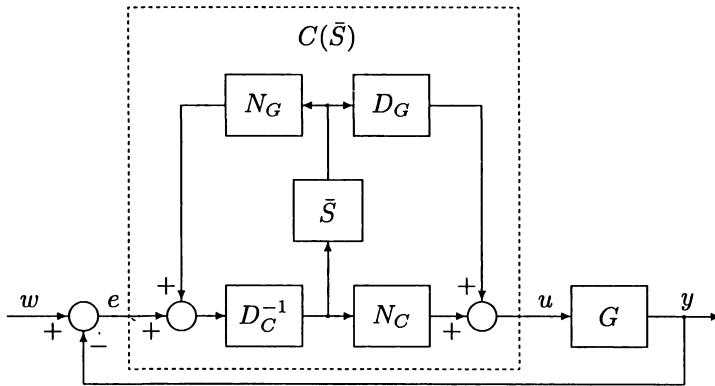 C(S̄)
N_G
D_G
S̄
+
+
w
e
D_C^{-1}
N_C
u
G
y
+
−
+
+